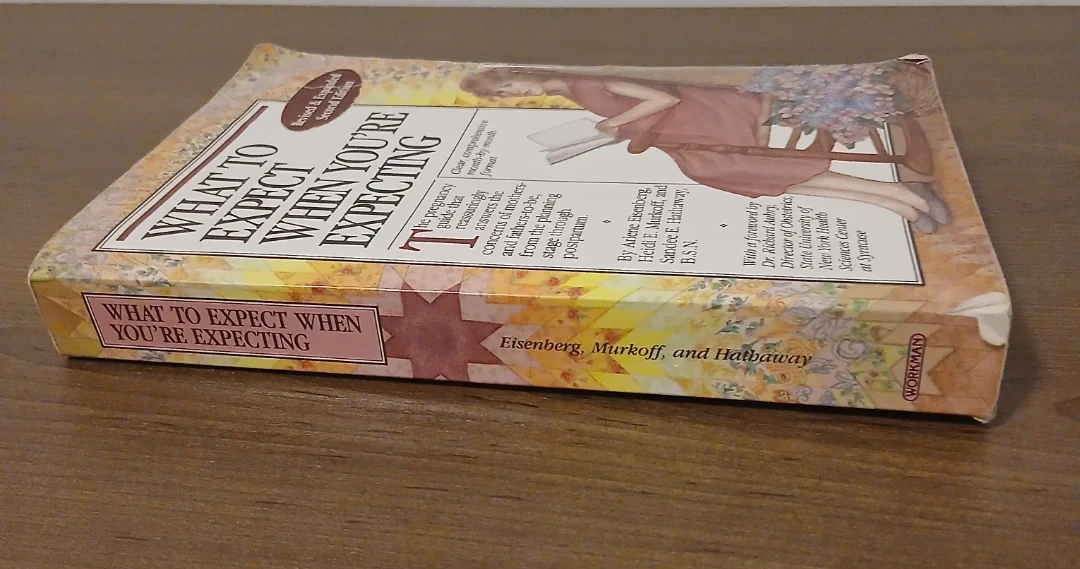 Revised & Expanded
Second Edition
WHAT TO
EXPECT
WHEN YOU'RE
EXPECTING
Clear, comprehensive
month-by-month
format
The pregnancy
guide that
reassuringly
answers the
concerns of mothers-
and fathers-to-be,
from the planning
stage through
postpartum.
By Arlene Eisenberg,
Heidi E. Murkoff, and
Sandee E. Hathaway,
B.S.N.
With a foreword by
Dr. Richard Aubry,
Director of Obstetrics,
State University of
New York Health
Sciences Center
at Syracuse
WHAT TO EXPECT WHEN
YOU'RE EXPECTING
Eisenberg, Murkoff, and Hathaway
WORKMAN